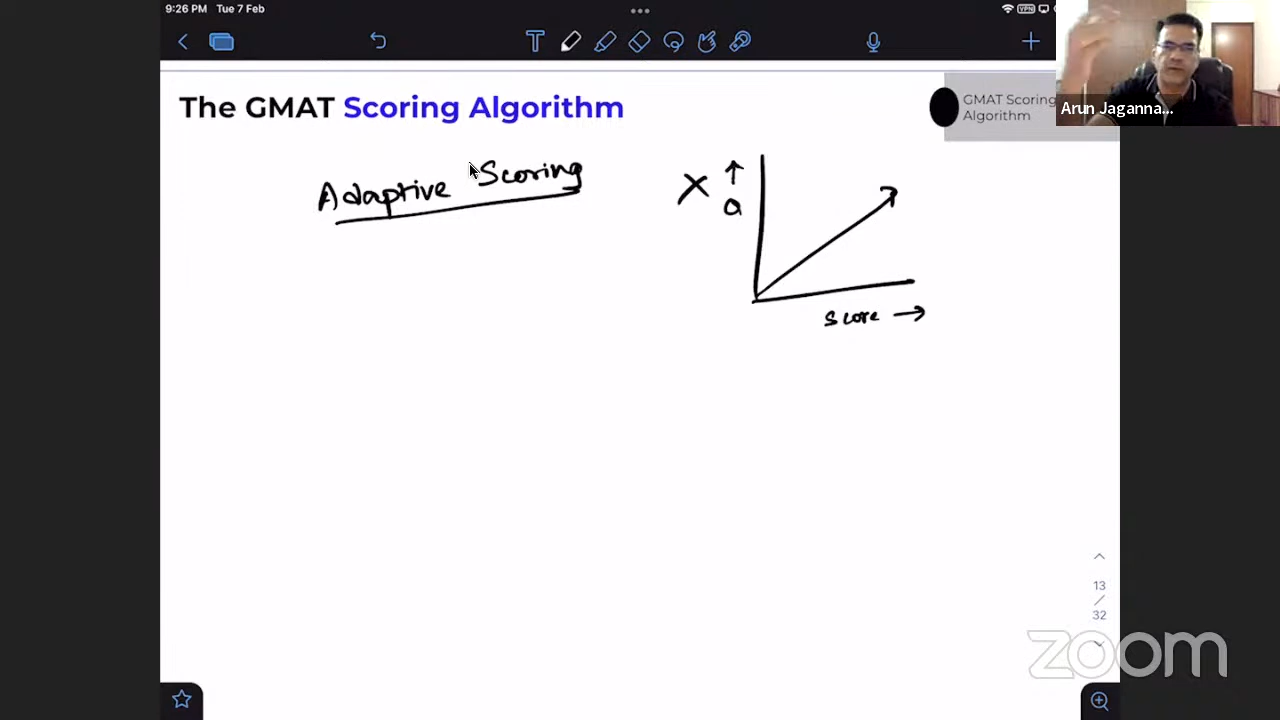 9:26 PM Tue 7 Feb
VPN
The GMAT Scoring Algorithm
GMAT Scoring
Algorithm
Arun Jaganna...
Adaptive Scoring
X ↑
Q
Score →
13
/
32
zoom